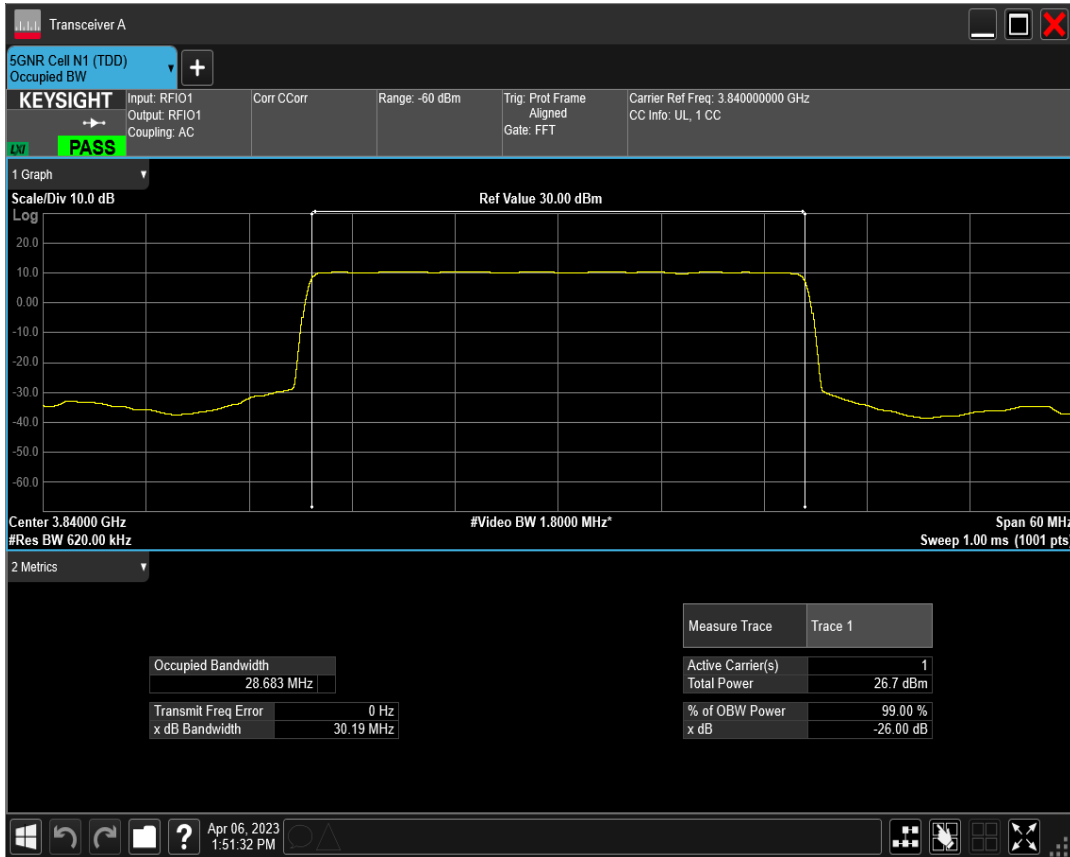 Transceiver A
5GNR Cell N1 (TDD)
Occupied BW
+
KEYSIGHT
LXI
PASS
Input: RFIO1
Output: RFIO1
Coupling: AC
Corr CCorr
Range: -60 dBm
Trig: Prot Frame
Aligned
Gate: FFT
Carrier Ref Freq: 3.840000000 GHz
CC Info: UL, 1 CC
1 Graph
Scale/Div 10.0 dB
Ref Value 30.00 dBm
Log
20.0
10.0
0.00
-10.0
-20.0
-30.0
-40.0
-50.0
-60.0
Center 3.84000 GHz
#Video BW 1.8000 MHz*
Span 60 MHz
#Res BW 620.00 kHz
Sweep 1.00 ms (1001 pts)
2 Metrics
Measure Trace Trace 1
Occupied Bandwidth
28.683 MHz
Active Carrier(s) 1
Total Power 26.7 dBm
Transmit Freq Error 0 Hz
x dB Bandwidth 30.19 MHz
% of OBW Power 99.00 %
x dB -26.00 dB
?
Apr 06, 2023
1:51:32 PM